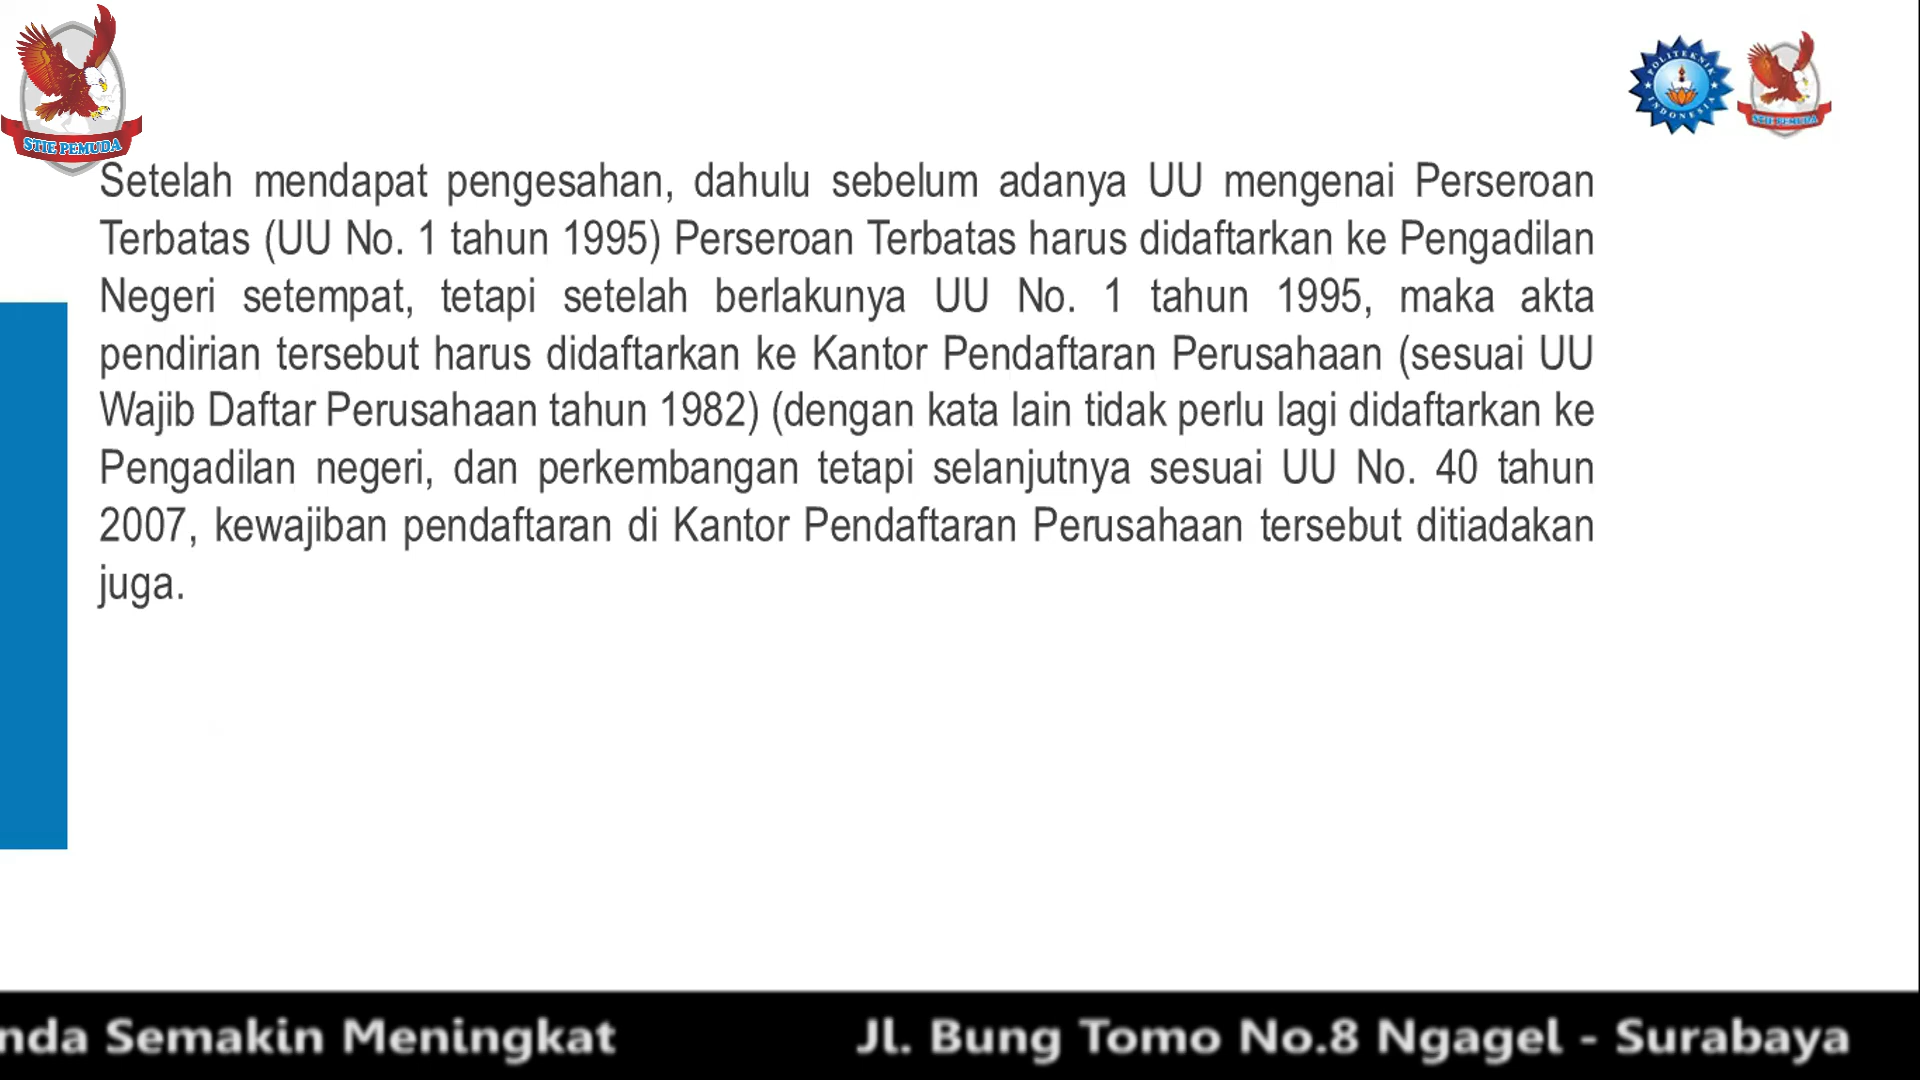 STIE PEMUDA
POLITEKNIK
INDONESIA
STIE PEMUDA
Setelah mendapat pengesahan, dahulu sebelum adanya UU mengenai Perseroan
Terbatas (UU No. 1 tahun 1995) Perseroan Terbatas harus didaftarkan ke Pengadilan
Negeri setempat, tetapi setelah berlakunya UU No. 1 tahun 1995, maka akta
pendirian tersebut harus didaftarkan ke Kantor Pendaftaran Perusahaan (sesuai UU
Wajib Daftar Perusahaan tahun 1982) (dengan kata lain tidak perlu lagi didaftarkan ke
Pengadilan negeri, dan perkembangan tetapi selanjutnya sesuai UU No. 40 tahun
2007, kewajiban pendaftaran di Kantor Pendaftaran Perusahaan tersebut ditiadakan
juga.
nda Semakin Meningkat Jl. Bung Tomo No.8 Ngagel - Surabaya